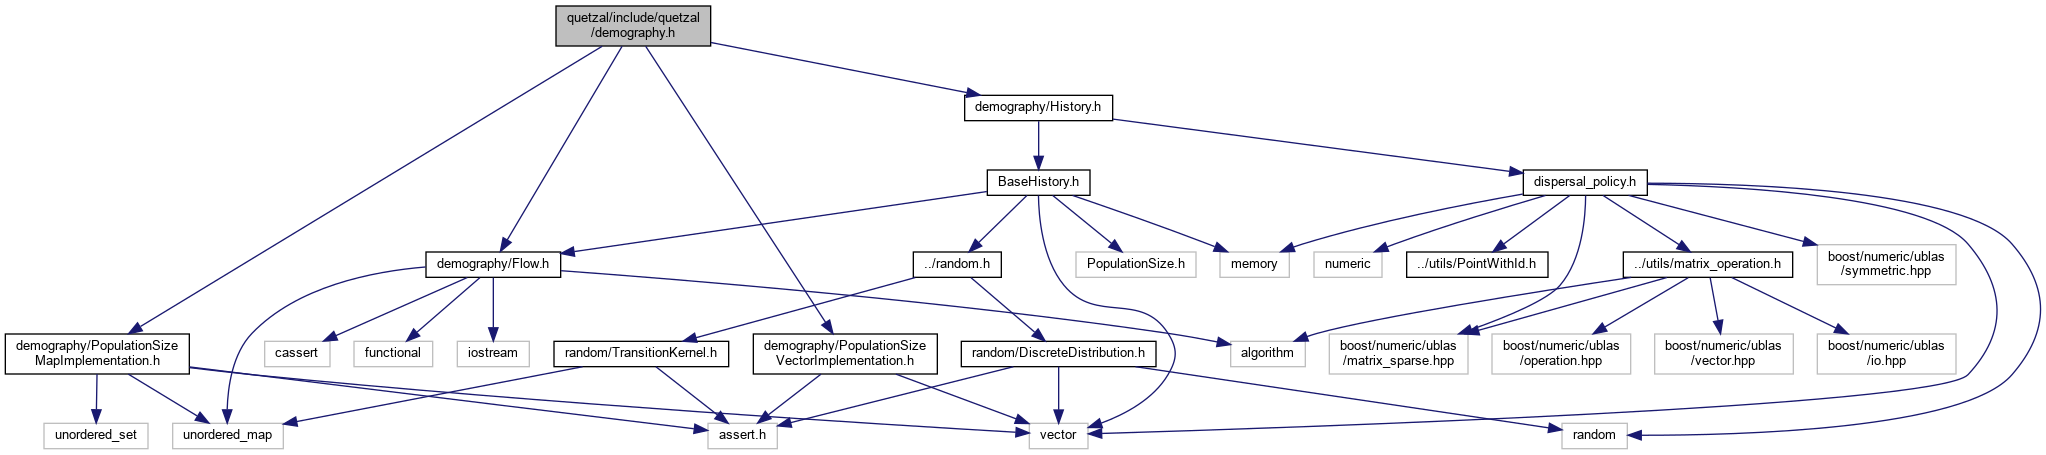 quetzal/include/quetzal
/demography.h
demography/History.h
BaseHistory.h
dispersal_policy.h
demography/Flow.h
../random.h
PopulationSize.h
memory
numeric
../utils/PointWithId.h
../utils/matrix_operation.h
boost/numeric/ublas
/symmetric.hpp
demography/PopulationSize
MapImplementation.h
cassert
functional
iostream
random/TransitionKernel.h
demography/PopulationSize
VectorImplementation.h
random/DiscreteDistribution.h
algorithm
boost/numeric/ublas
/matrix_sparse.hpp
boost/numeric/ublas
/operation.hpp
boost/numeric/ublas
/vector.hpp
boost/numeric/ublas
/io.hpp
unordered_set
unordered_map
assert.h
vector
random